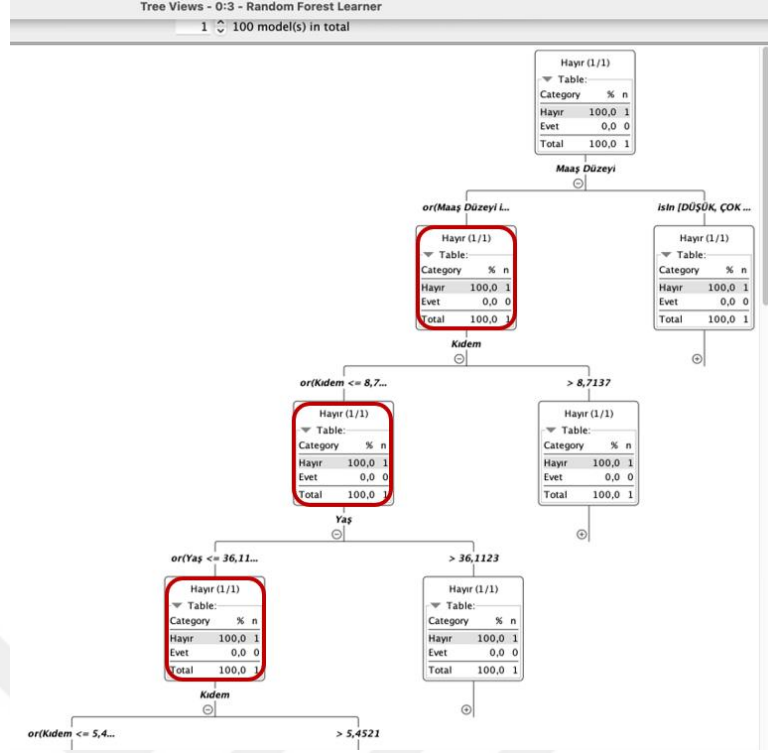 Tree Views - 0:3 - Random Forest Learner
1 100 model(s) in total
Hayır (1/1)
Table:
Category % n
Hayır 100,0 1
Evet 0,0 0
Total 100,0 1
Maaş Düzeyi
or(Maaş Düzeyi i...
isIn [DÜŞÜK, ÇOK ...
Hayır (1/1)
Table:
Category % n
Hayır 100,0 1
Evet 0,0 0
Total 100,0 1
Hayır (1/1)
Table:
Category % n
Hayır 100,0 1
Evet 0,0 0
Total 100,0 1
Kıdem
or(Kıdem <= 8,7...
> 8,7137
Hayır (1/1)
Table:
Category % n
Hayır 100,0 1
Evet 0,0 0
Total 100,0 1
Hayır (1/1)
Table:
Category % n
Hayır 100,0 1
Evet 0,0 0
Total 100,0 1
Yaş
or(Yaş <= 36,11...
> 36,1123
Hayır (1/1)
Table:
Category % n
Hayır 100,0 1
Evet 0,0 0
Total 100,0 1
Hayır (1/1)
Table:
Category % n
Hayır 100,0 1
Evet 0,0 0
Total 100,0 1
Kıdem
or(Kıdem <= 5,4...
> 5,4521